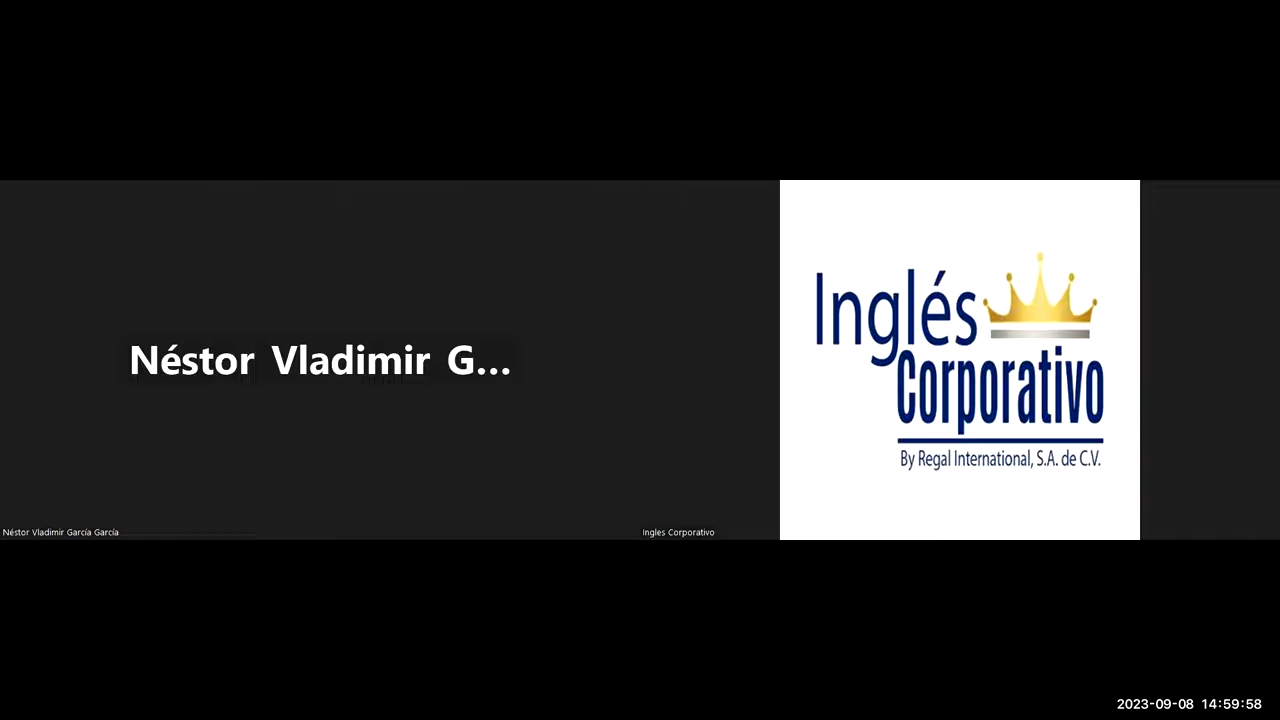 Néstor Vladimir G...
Inglés
Corporativo
By Regal International, S.A. de C.V.
Néstor Vladimir García García
Ingles Corporativo
2023-09-08 14:59:58